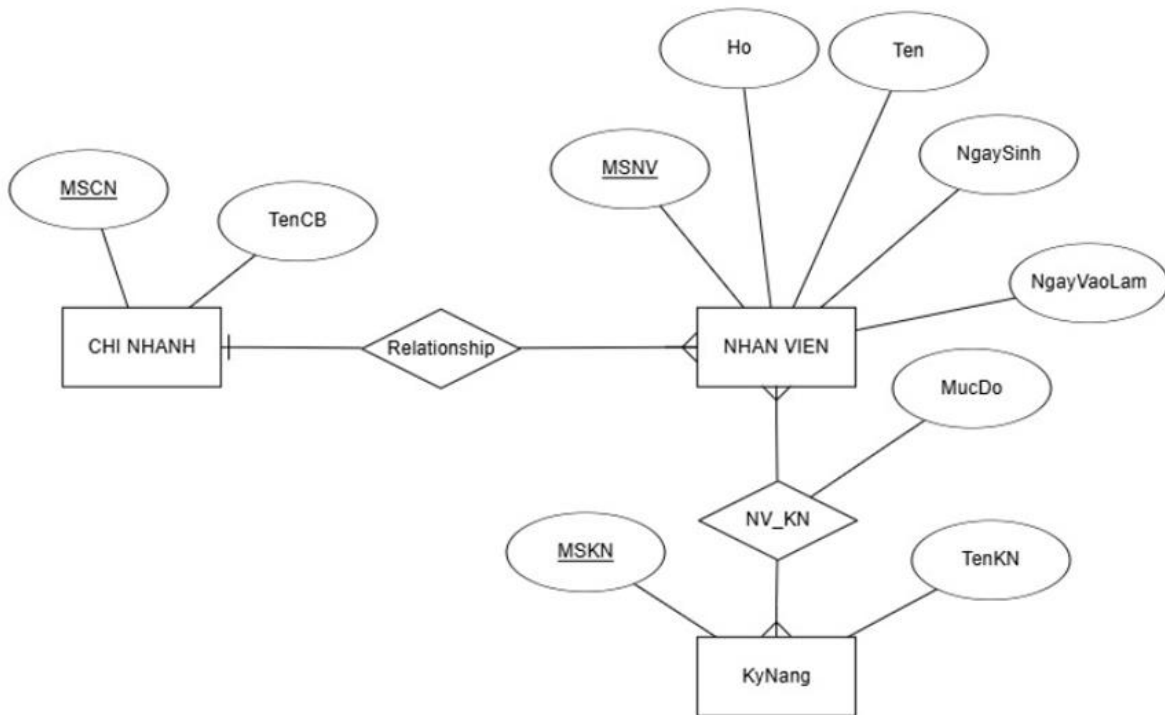 Ho
Ten
NgaySinh
MSNV
MSCN
TenCB
NgayVaoLam
CHI NHANH
Relationship
NHAN VIEN
MucDo
NV_KN
MSKN
TenKN
KyNang